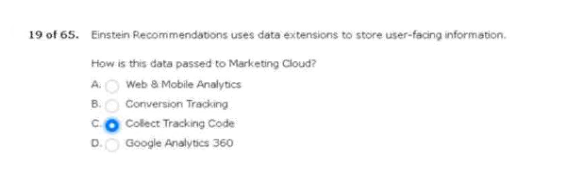 19 of 65. Einstein Recommendations uses data extensions to store user-facing information.
How is this data passed to Marketing Cloud?
A. Web & Mobile Analytics
B. Conversion Tracking
C. Collect Tracking Code
D. Google Analytics 360